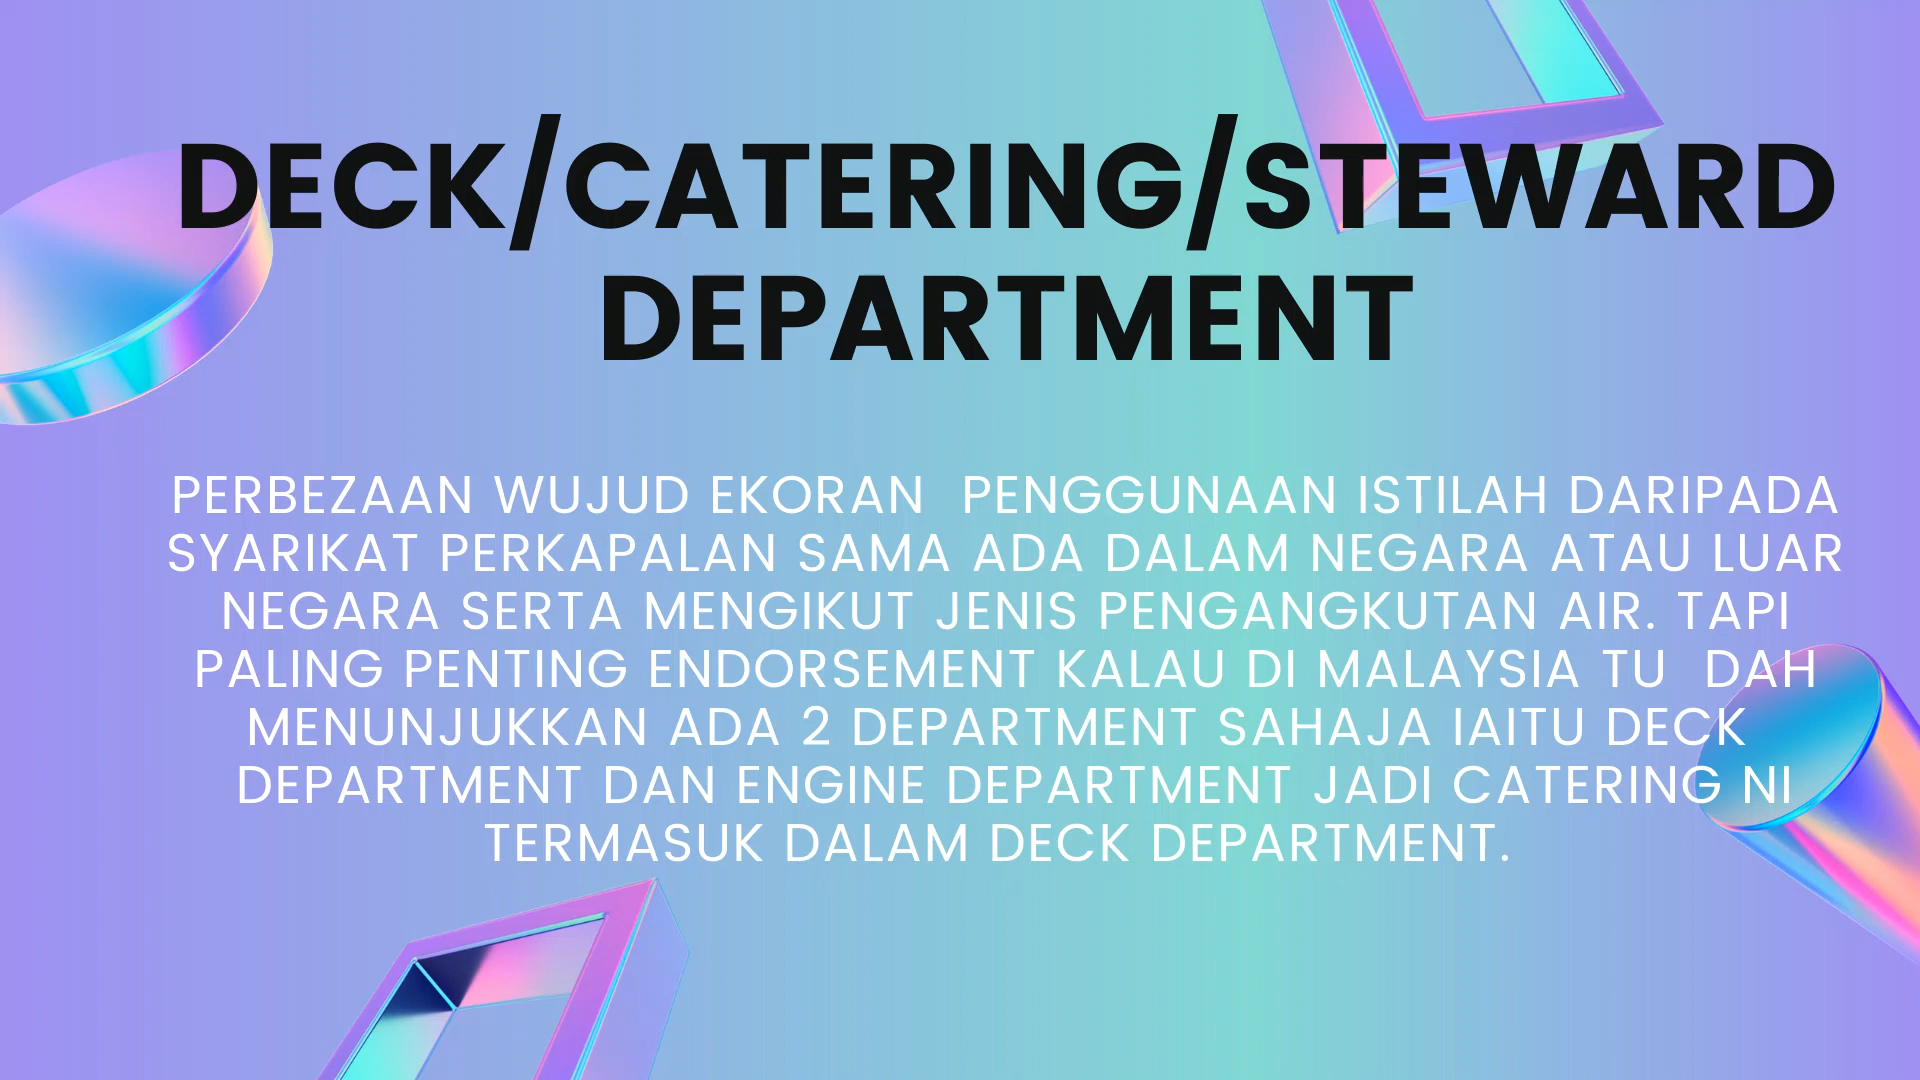 DECK/CATERING/STEWARD
DEPARTMENT
PERBEZAAN WUJUD EKORAN PENGGUNAAN ISTILAH DARIPADA
SYARIKAT PERKAPALAN SAMA ADA DALAM NEGARA ATAU LUAR
NEGARA SERTA MENGIKUT JENIS PENGANGKUTAN AIR. TAPI
PALING PENTING ENDORSEMENT KALAU DI MALAYSIA TU DAH
MENUNJUKKAN ADA 2 DEPARTMENT SAHAJA IAITU DECK
DEPARTMENT DAN ENGINE DEPARTMENT JADI CATERING NI
TERMASUK DALAM DECK DEPARTMENT.